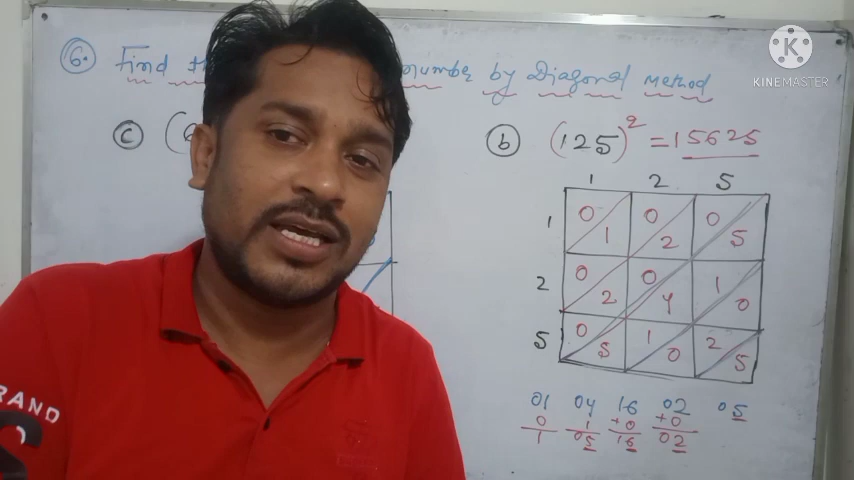 6. Find th number by Diagonal Method
KINEMASTER
c ( b (125)² = 15625
1 2 5
1 0 1 0 2 0 5
2 0 2 0 4 1 0
5 0 5 1 0 2 5
01 04 16 02 05
0 1 +0 +0
1 05 16 02
RAND